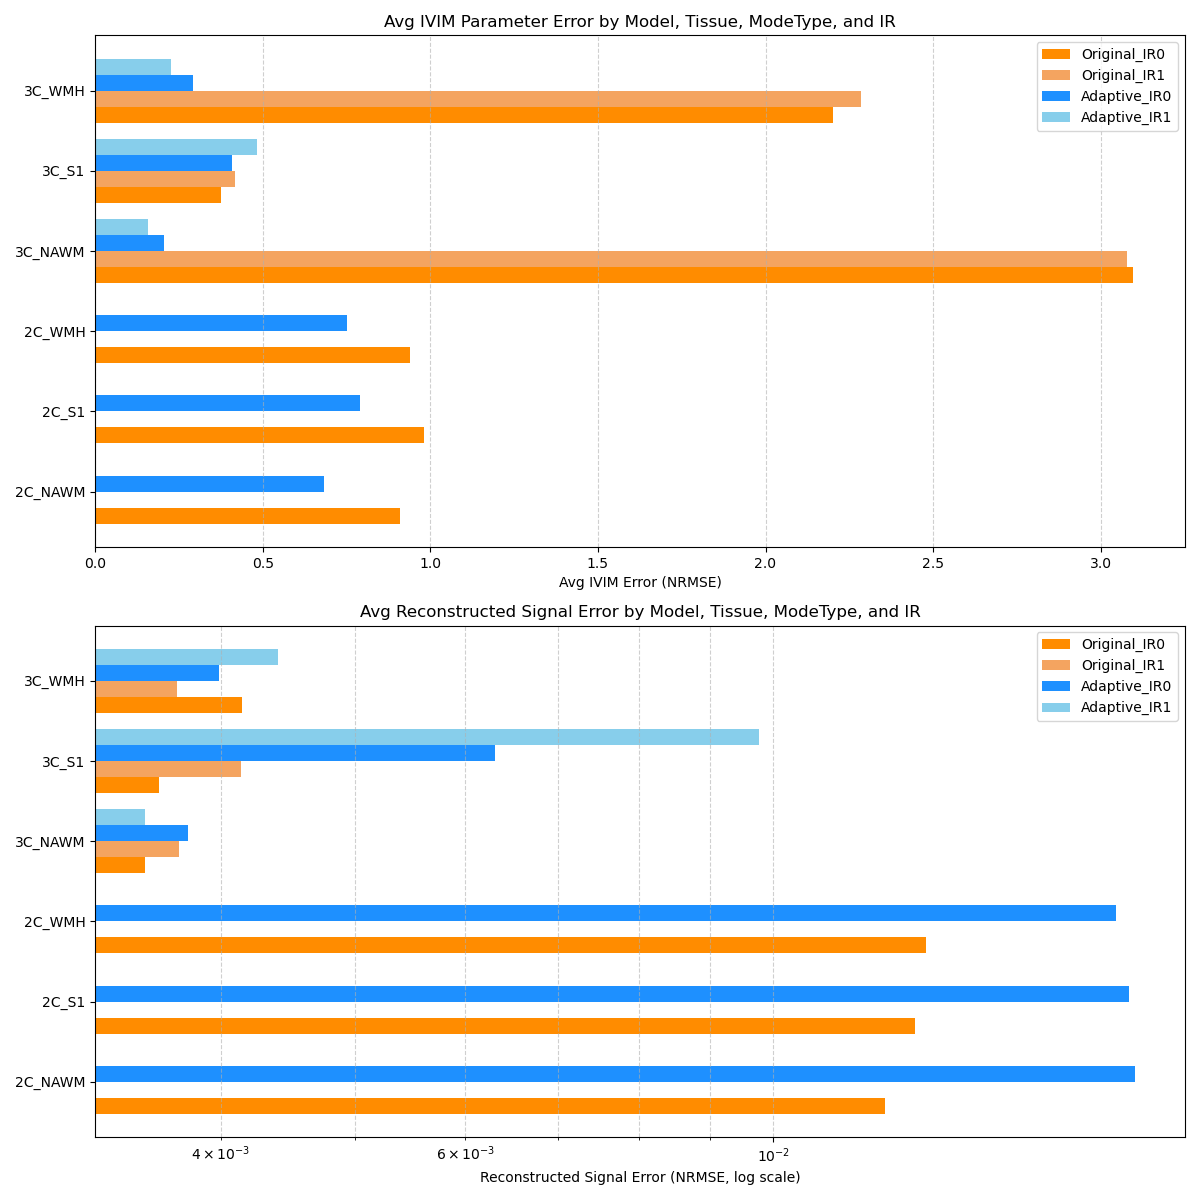 Avg IVIM Parameter Error by Model, Tissue, ModeType, and IR
Original_IR0
Original_IR1
Adaptive_IR0
Adaptive_IR1
3C_WMH
3C_S1
3C_NAWM
2C_WMH
2C_S1
2C_NAWM
0.0 0.5 1.0 1.5 2.0 2.5 3.0
Avg IVIM Error (NRMSE)
Avg Reconstructed Signal Error by Model, Tissue, ModeType, and IR
Original_IR0
Original_IR1
Adaptive_IR0
Adaptive_IR1
3C_WMH
3C_S1
3C_NAWM
2C_WMH
2C_S1
2C_NAWM
4 × 10⁻³ 6 × 10⁻³ 10⁻²
Reconstructed Signal Error (NRMSE, log scale)